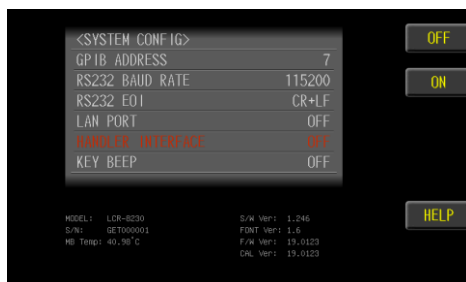 <SYSTEM CONFIG>
GPIB ADDRESS 7
RS232 BAUD RATE 115200
RS232 EOI CR+LF
LAN PORT OFF
HANDLER INTERFACE OFF
KEY BEEP OFF
OFF
ON
HELP
MODEL: LCR-8230 S/W Ver: 1.246
S/N: GET000001 FONT Ver: 1.6
MB Temp: 40.98°C F/W Ver: 19.0123
CAL Ver: 19.0123